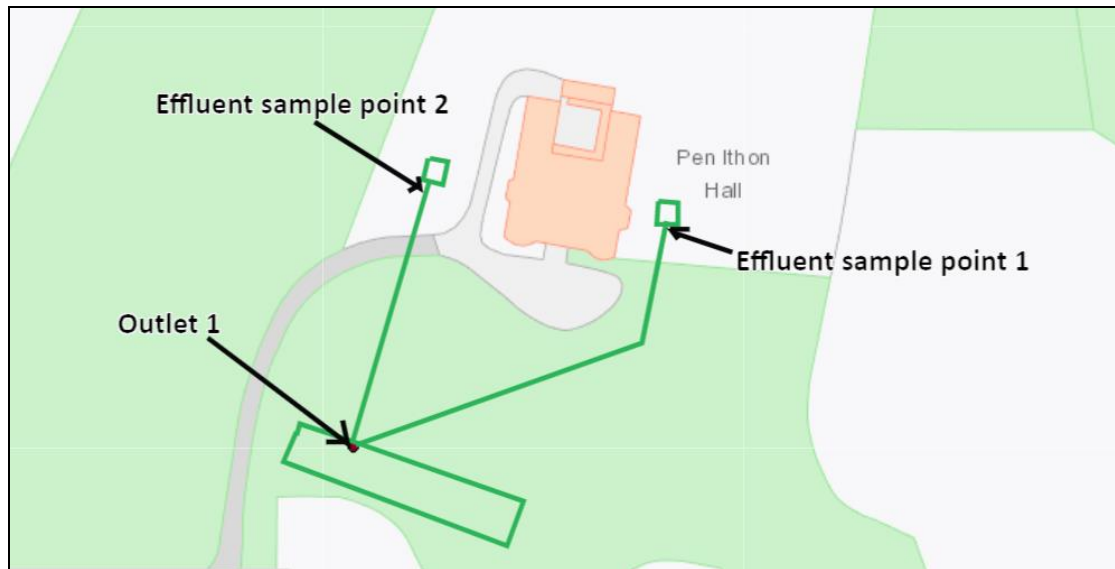 Effluent sample point 2
Pen Ithon
Hall
Effluent sample point 1
Outlet 1